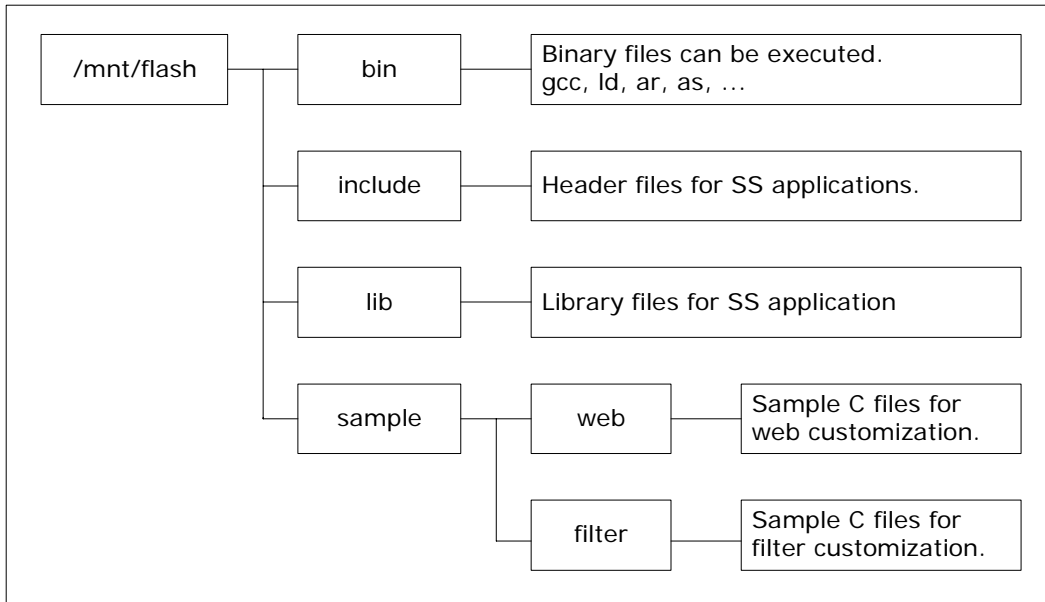 /mnt/flash
bin
Binary files can be executed.
gcc, ld, ar, as, ...
include
Header files for SS applications.
lib
Library files for SS application
sample
web
Sample C files for
web customization.
filter
Sample C files for
filter customization.